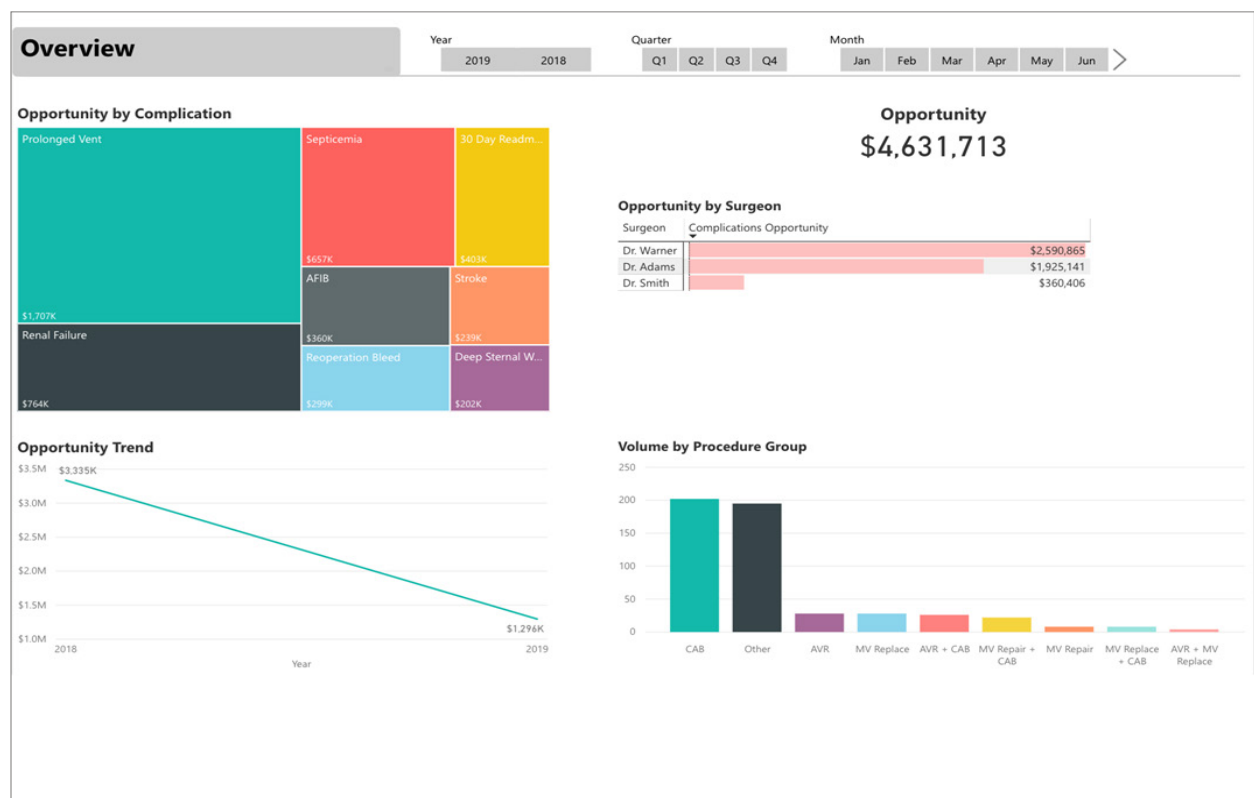 Overview
Year
2019 2018
Quarter
Q1 Q2 Q3 Q4
Month
Jan Feb Mar Apr May Jun
Opportunity by Complication
Prolonged Vent
$1,707K
Renal Failure
$764K
Septicemia
$657K
30 Day Readm...
$403K
AFIB
$360K
Stroke
$239K
Reoperation Bleed
$299K
Deep Sternal W...
$202K
Opportunity
$4,631,713
Opportunity by Surgeon
Surgeon Complications Opportunity
Dr. Warner $2,590,865
Dr. Adams $1,925,141
Dr. Smith $360,406
Opportunity Trend
$3.5M
$3.0M
$2.5M
$2.0M
$1.5M
$1.0M
$3,335K
$1,296K
2018 2019
Year
Volume by Procedure Group
250
200
150
100
50
0
CAB
Other
AVR
MV Replace
AVR + CAB
MV Repair +
CAB
MV Repair
MV Replace
+ CAB
AVR + MV
Replace